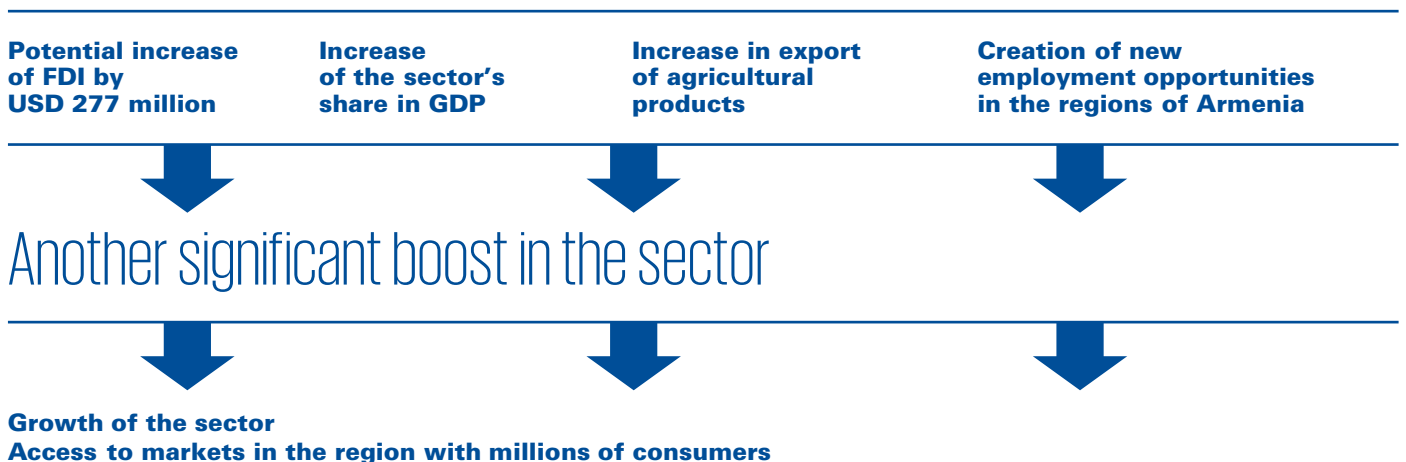 Potential increase
of FDI by
USD 277 million
Increase
of the sector’s
share in GDP
Increase in export
of agricultural
products
Creation of new
employment opportunities
in the regions of Armenia
Another significant boost in the sector
Growth of the sector
Access to markets in the region with millions of consumers